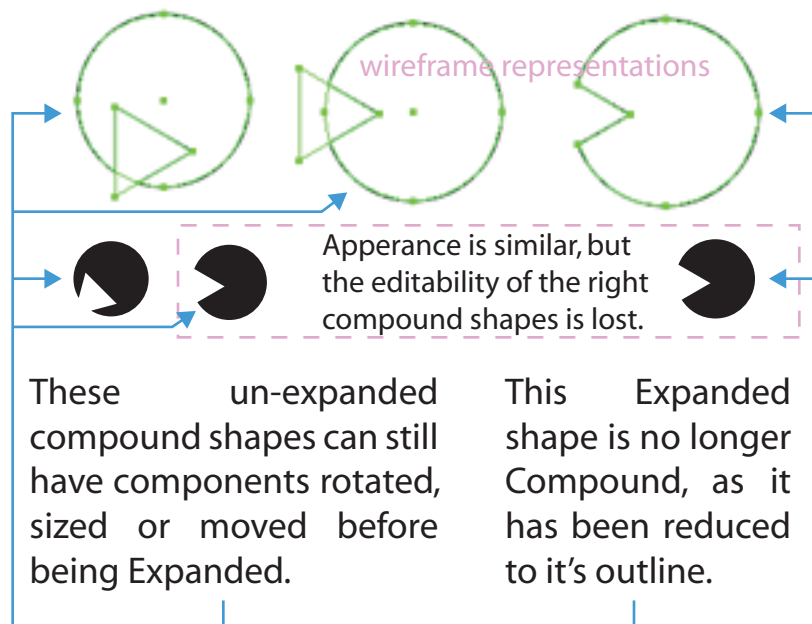 wireframe representations
Apperance is similar, but
the editability of the right
compound shapes is lost.
These un-expanded
compound shapes can still
have components rotated,
sized or moved before
being Expanded.
This Expanded
shape is no longer
Compound, as it
has been reduced
to it's outline.